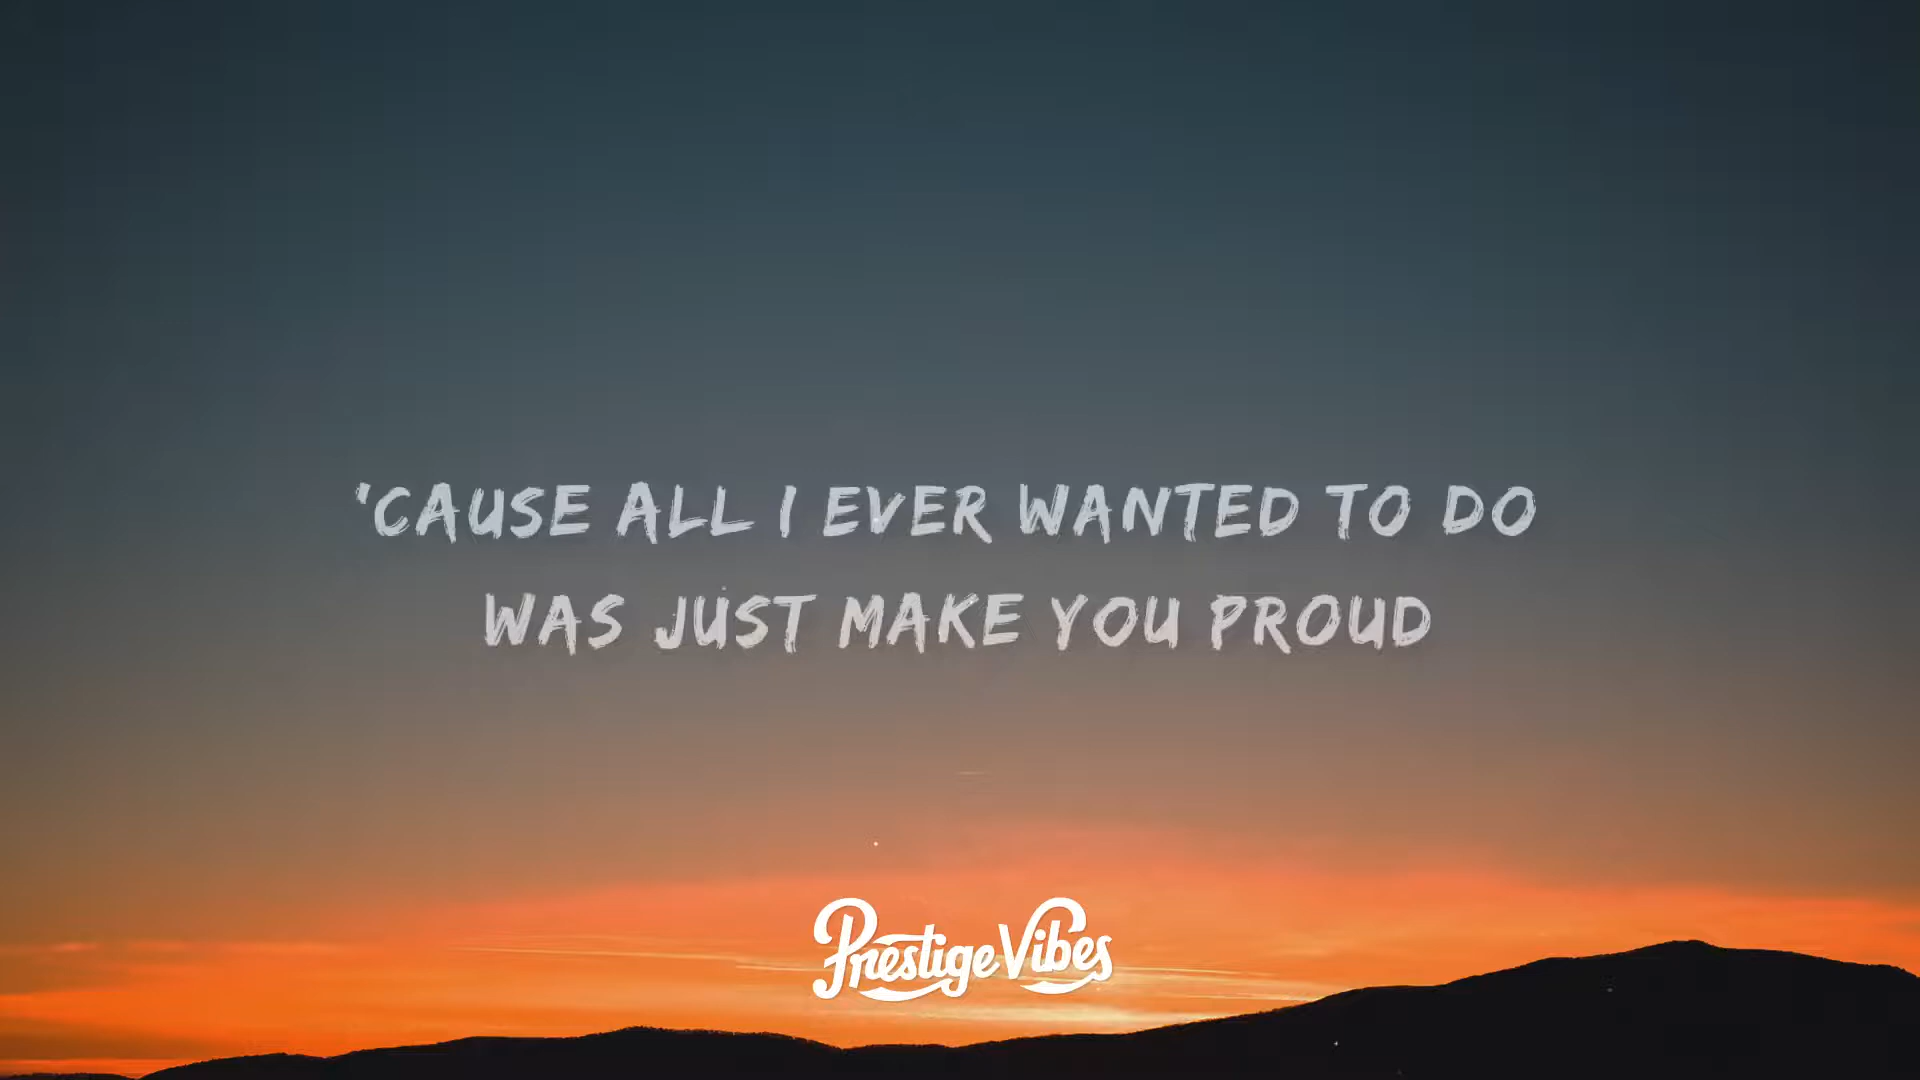 'CAUSE ALL I EVER WANTED TO DO
WAS JUST MAKE YOU PROUD
Prestige Vibes